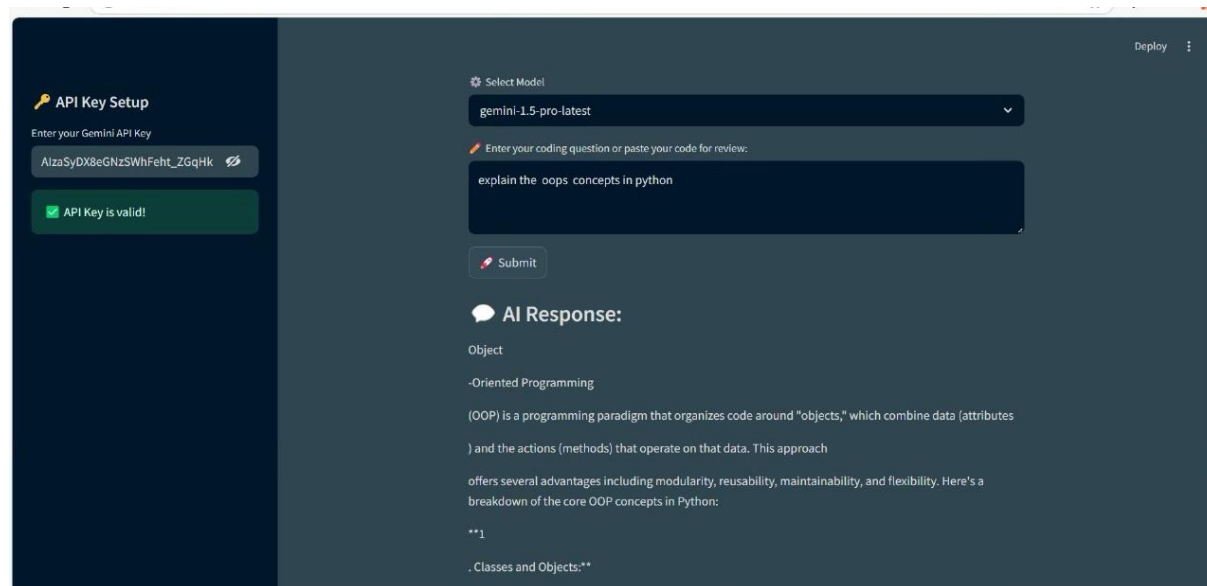 Deploy
🔑 API Key Setup
Enter your Gemini API Key
AIzaSyDX8eGNzSWhFeht_ZGqHk
✅ API Key is valid!
⚙️ Select Model
gemini-1.5-pro-latest
Enter your coding question or paste your code for review:
explain the oops concepts in python
🚀 Submit
💬 AI Response:
Object
-Oriented Programming
(OOP) is a programming paradigm that organizes code around "objects," which combine data (attributes
) and the actions (methods) that operate on that data. This approach
offers several advantages including modularity, reusability, maintainability, and flexibility. Here's a
breakdown of the core OOP concepts in Python:
**1
. Classes and Objects:**